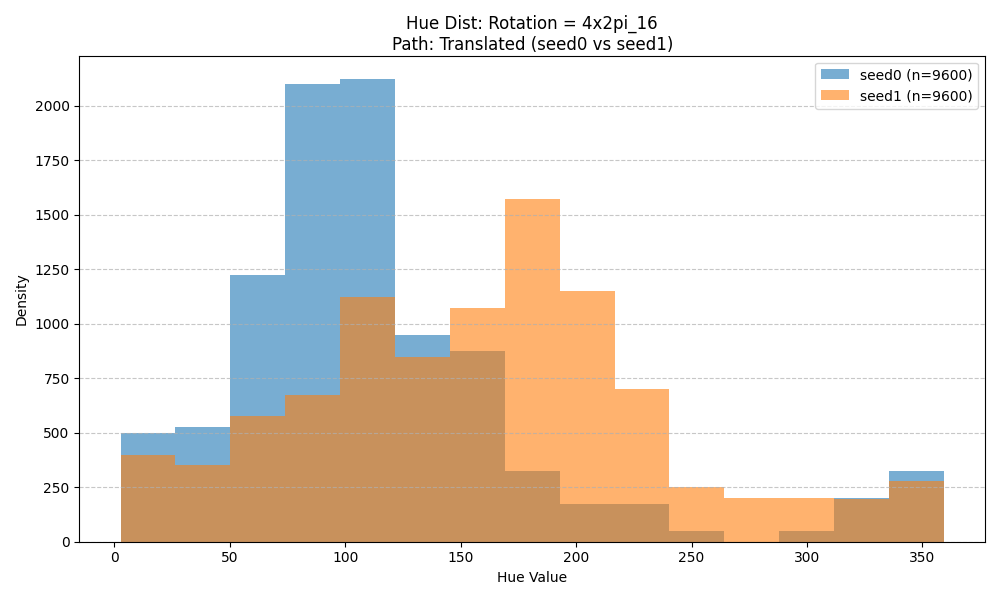 Hue Dist: Rotation = 4x2pi_16
Path: Translated (seed0 vs seed1)
seed0 (n=9600)
seed1 (n=9600)
Density
2000
1750
1500
1250
1000
750
500
250
0
0 50 100 150 200 250 300 350
Hue Value